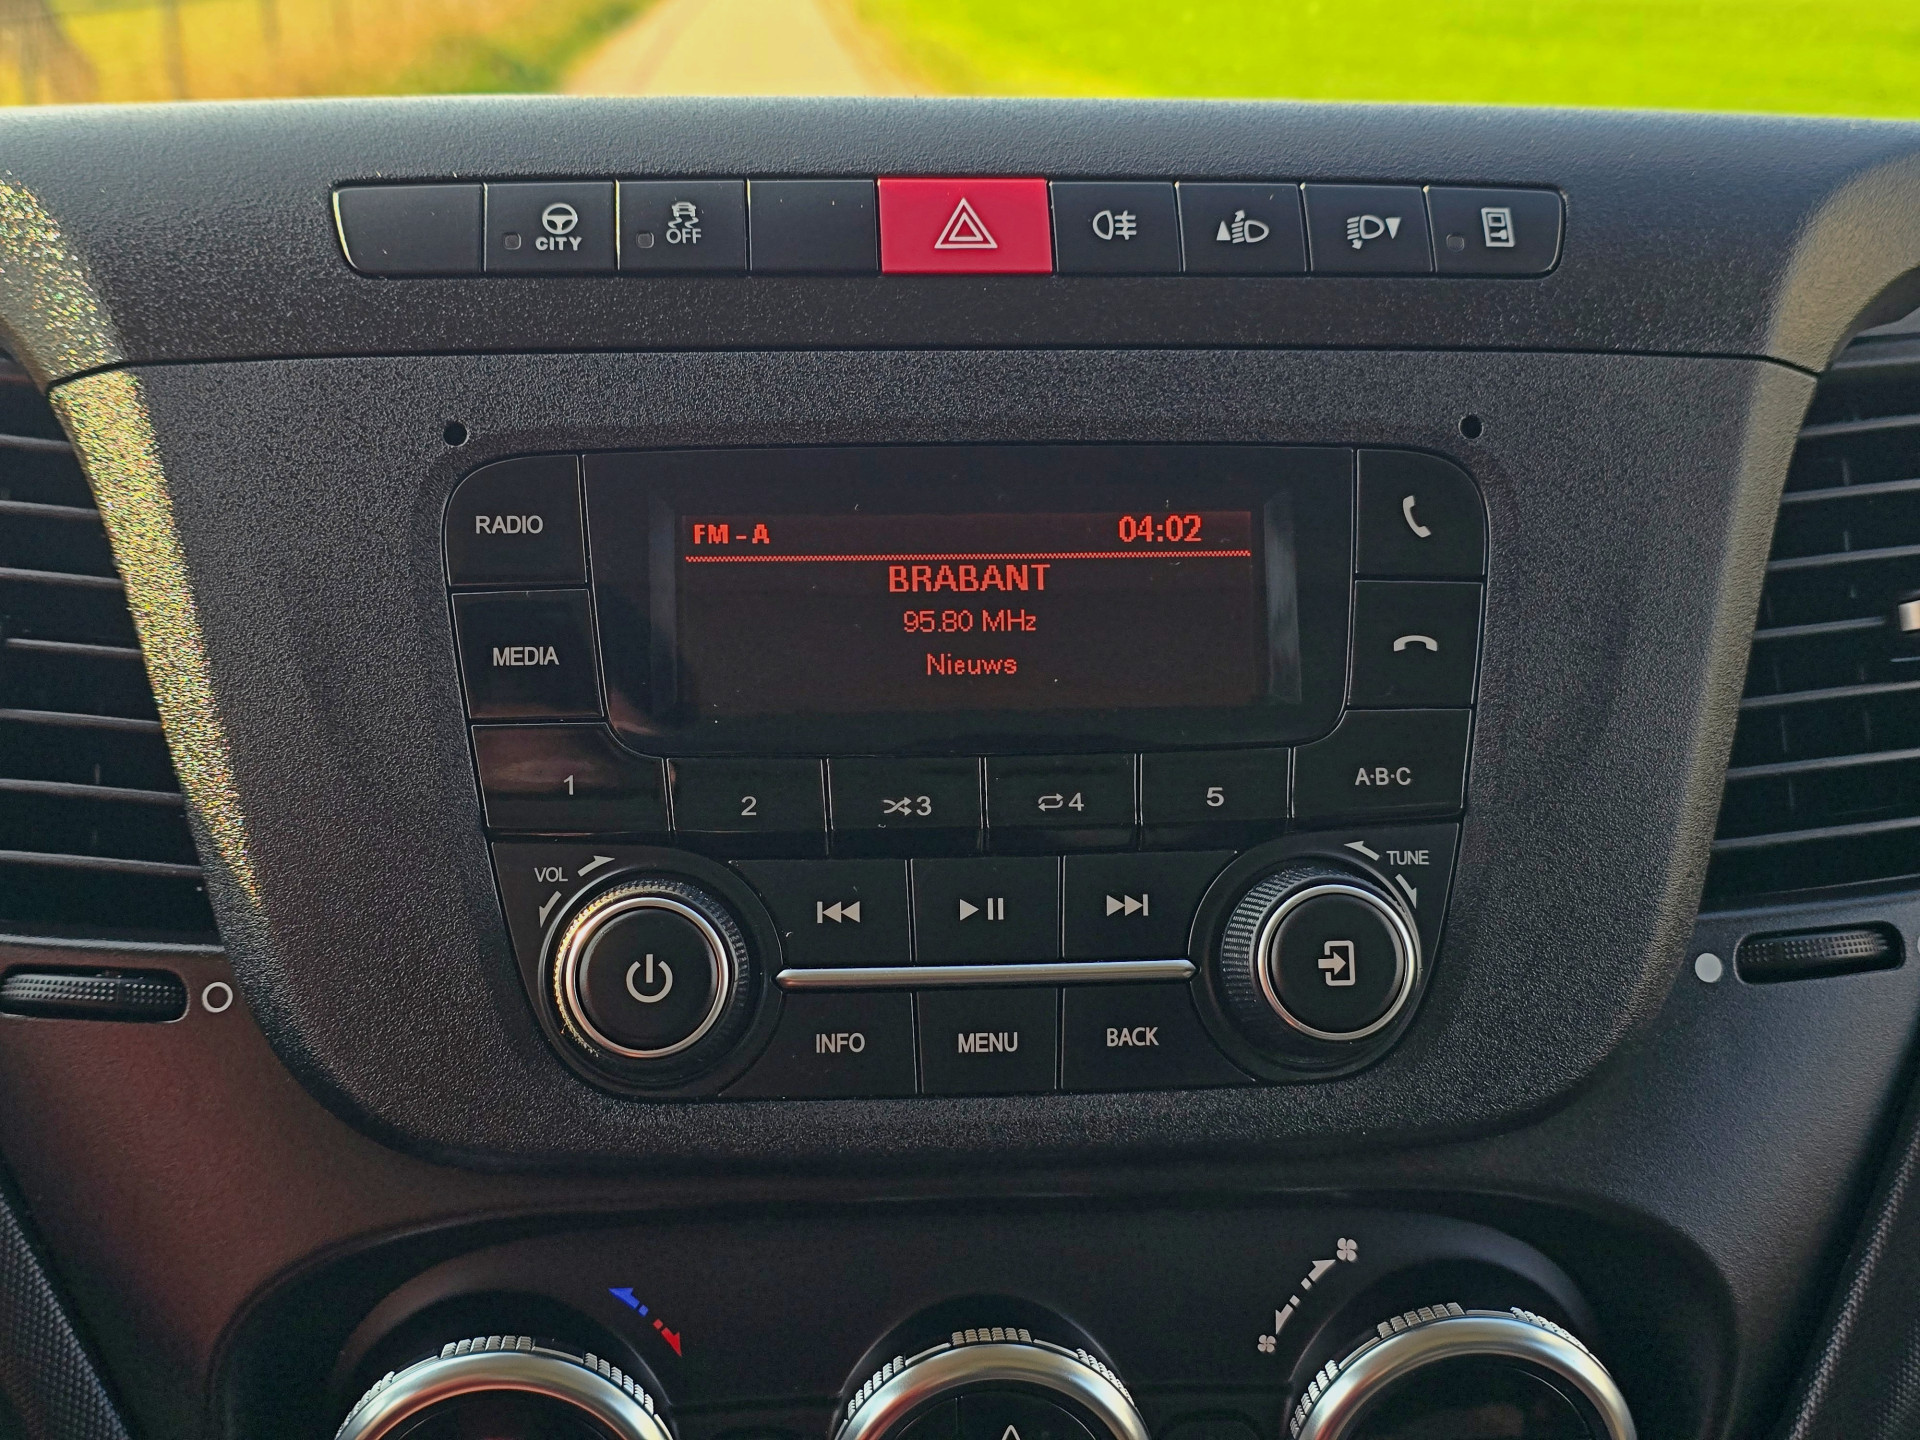 CITY
OFF
RADIO
MEDIA
FM - A 04:02
BRABANT
95.80 MHz
Nieuws
1 2 3 4 5 A·B·C
VOL
TUNE
INFO MENU BACK